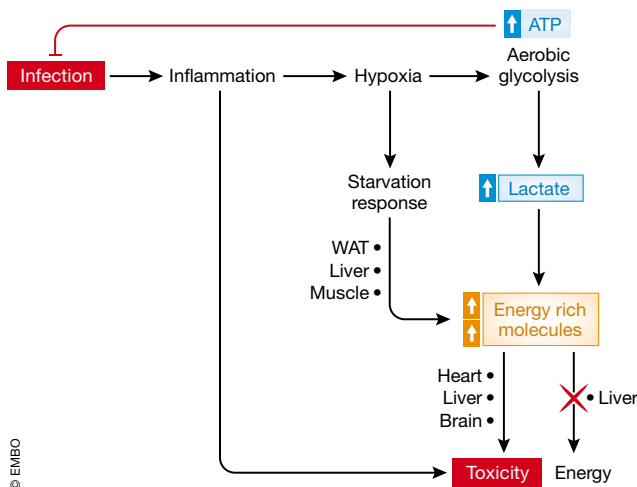 ATP
Infection
Inflammation
Hypoxia
Aerobic
glycolysis
Starvation
response
Lactate
WAT •
Liver •
Muscle •
Energy rich
molecules
Heart •
Liver •
Brain •
• Liver
Toxicity
Energy
© EMBO